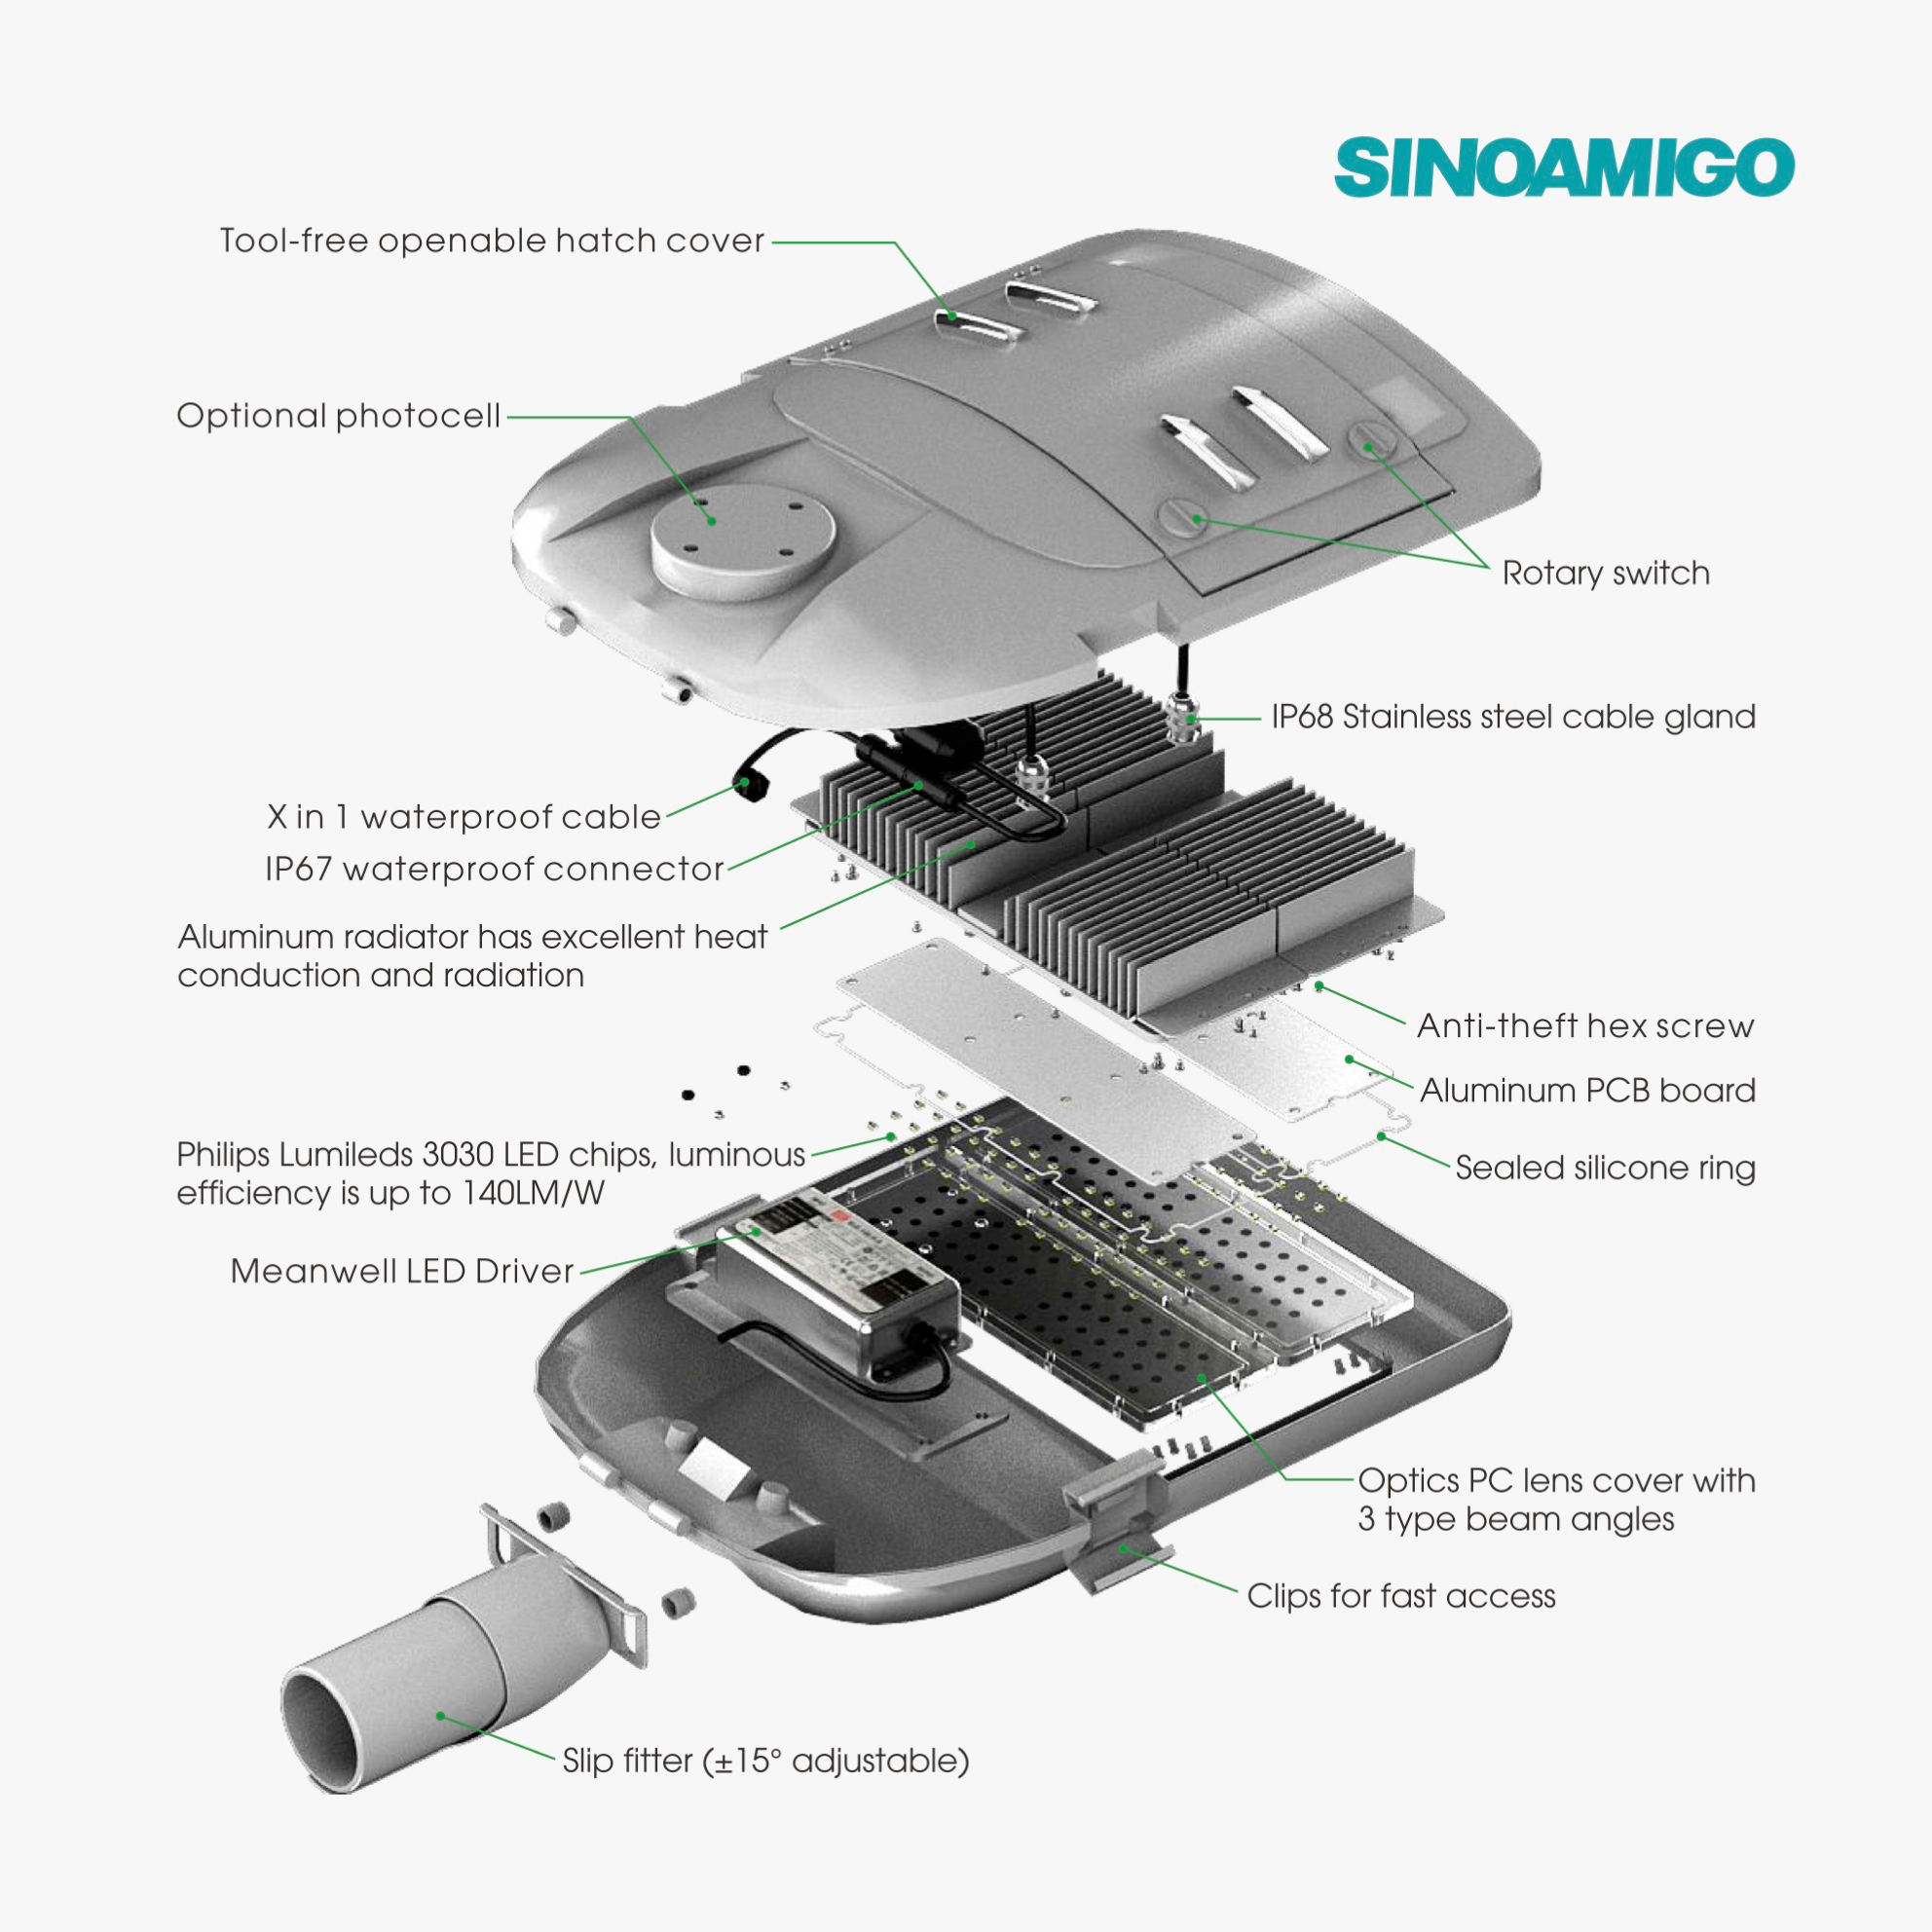 SINOAMIGO
Tool-free openable hatch cover
Optional photocell
Rotary switch
IP68 Stainless steel cable gland
X in 1 waterproof cable
IP67 waterproof connector
Aluminum radiator has excellent heat
conduction and radiation
Anti-theft hex screw
Aluminum PCB board
Philips Lumileds 3030 LED chips, luminous
efficiency is up to 140LM/W
Sealed silicone ring
Meanwell LED Driver
Optics PC lens cover with
3 type beam angles
Clips for fast access
Slip fitter (±15° adjustable)